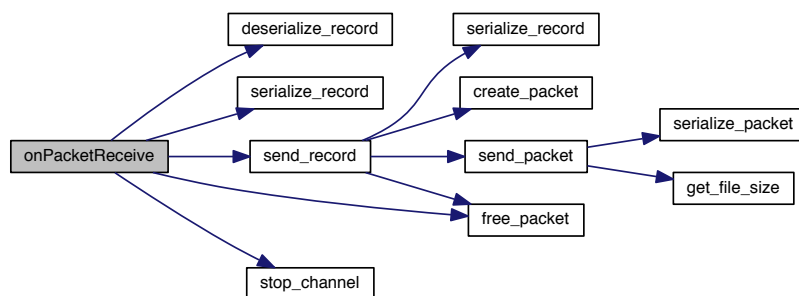 deserialize_record
serialize_record
serialize_record
create_packet
serialize_packet
onPacketReceive
send_record
send_packet
get_file_size
free_packet
stop_channel